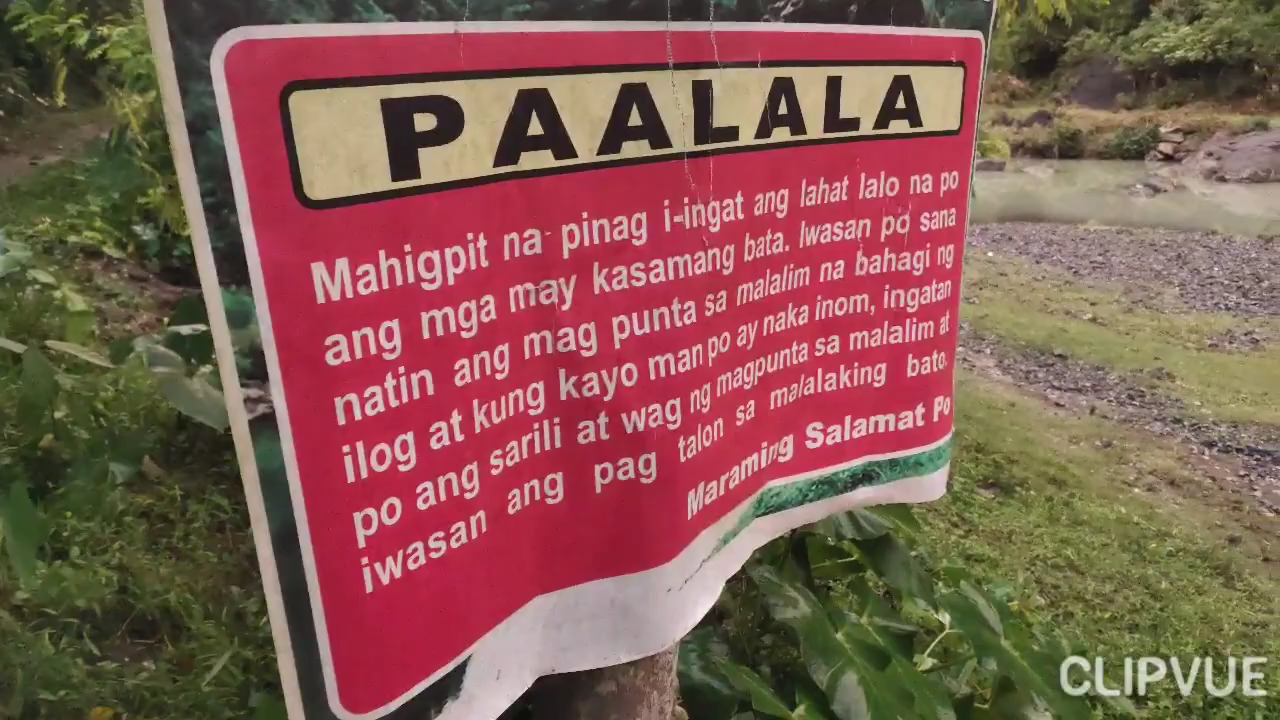 PAALALA
Mahigpit na pinag i-ingat ang lahat lalo na po
ang mga may kasamang bata. Iwasan po sana
natin ang mag punta sa malalim na bahagi ng
ilog at kung kayo man po ay naka inom, ingatan
po ang sarili at wag ng magpunta sa malalim at
iwasan ang pag talon sa malalaking bato.
Maraming Salamat Po
CLIPVUE